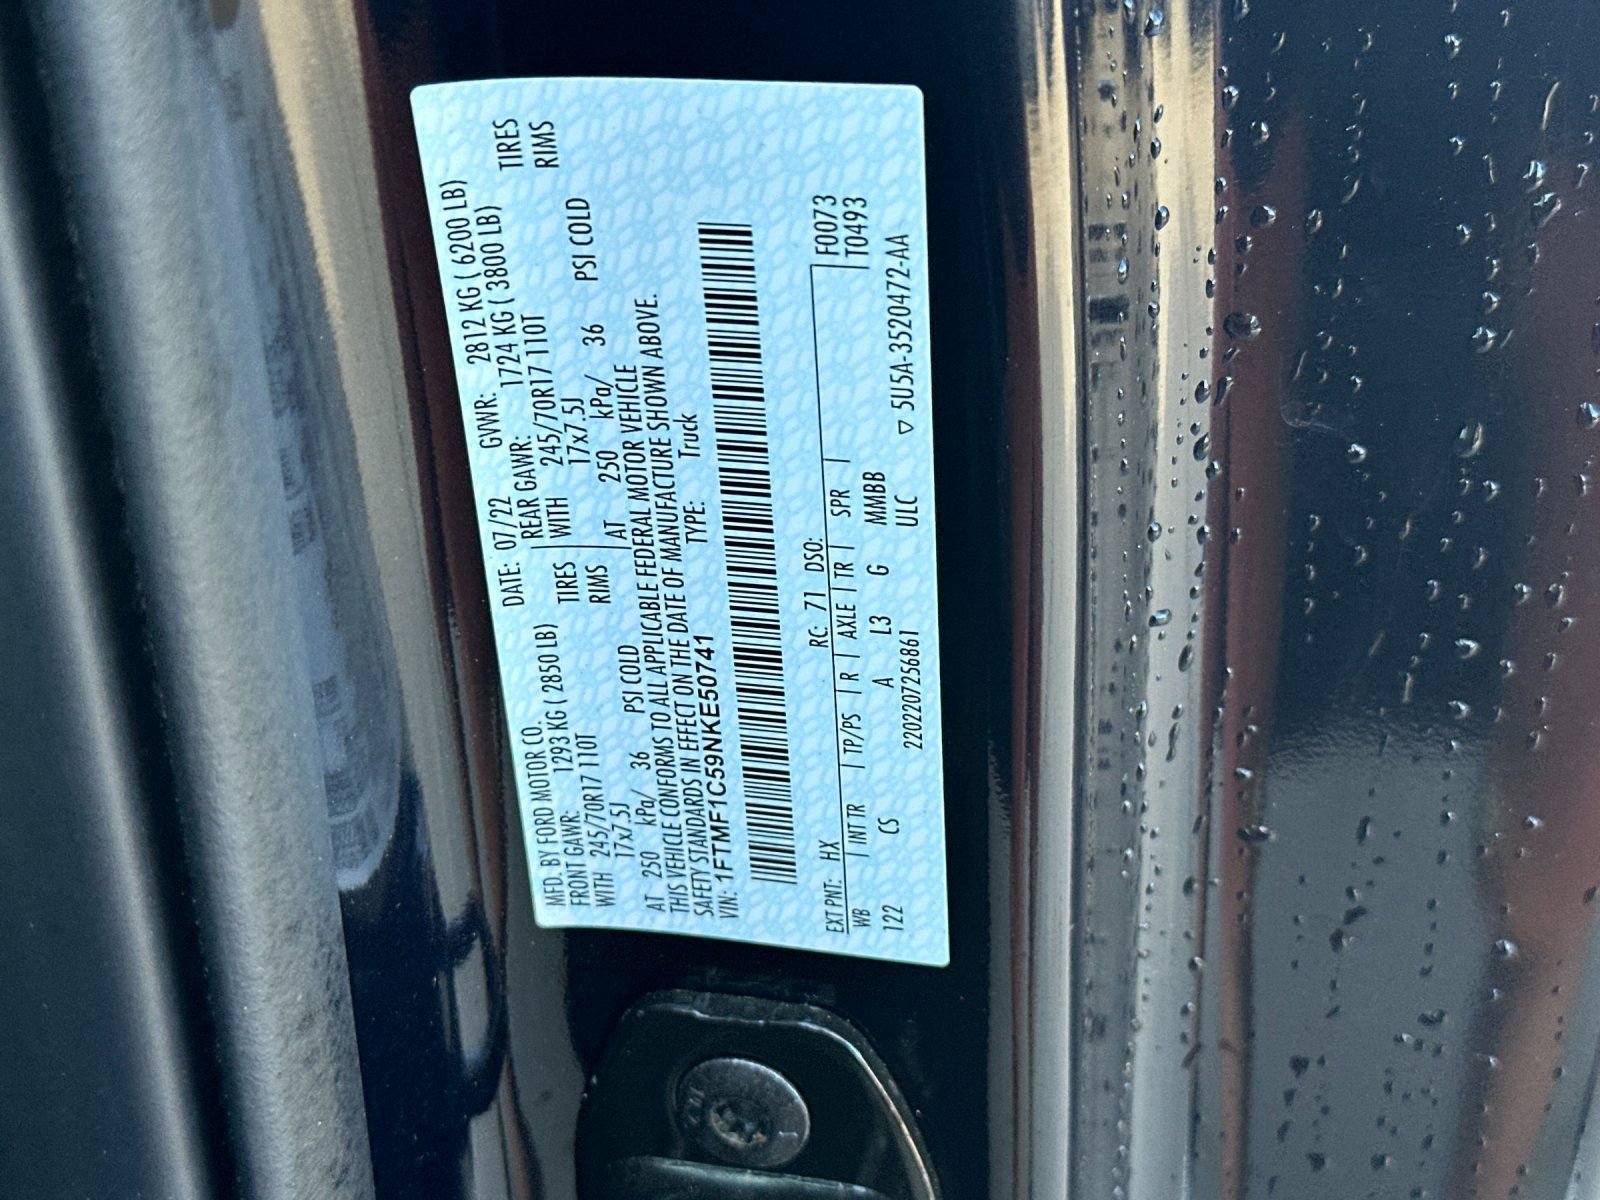 MFD. BY FORD MOTOR CO.
DATE: 07/22 GVWR: 2812 KG ( 6200 LB)
FRONT GAWR: 1293 KG ( 2850 LB) REAR GAWR: 1724 KG ( 3800 LB)
WITH 245/70R17 110T TIRES WITH 245/70R17 110T TIRES
17x7.5J RIMS 17x7.5J RIMS
AT 250 kPa/ 36 PSI COLD AT 250 kPa/ 36 PSI COLD
THIS VEHICLE CONFORMS TO ALL APPLICABLE FEDERAL MOTOR VEHICLE
SAFETY STANDARDS IN EFFECT ON THE DATE OF MANUFACTURE SHOWN ABOVE.
VIN: 1FTMF1C59NKE50741 TYPE: Truck
EXT PNT: HX RC: 71 DSO: F0073
WB INT TR TP/PS R AXLE TR SPR T0493
122 CS A L3 G MMBB
220220725686I ULC ▽ 5U5A-3520472-AA